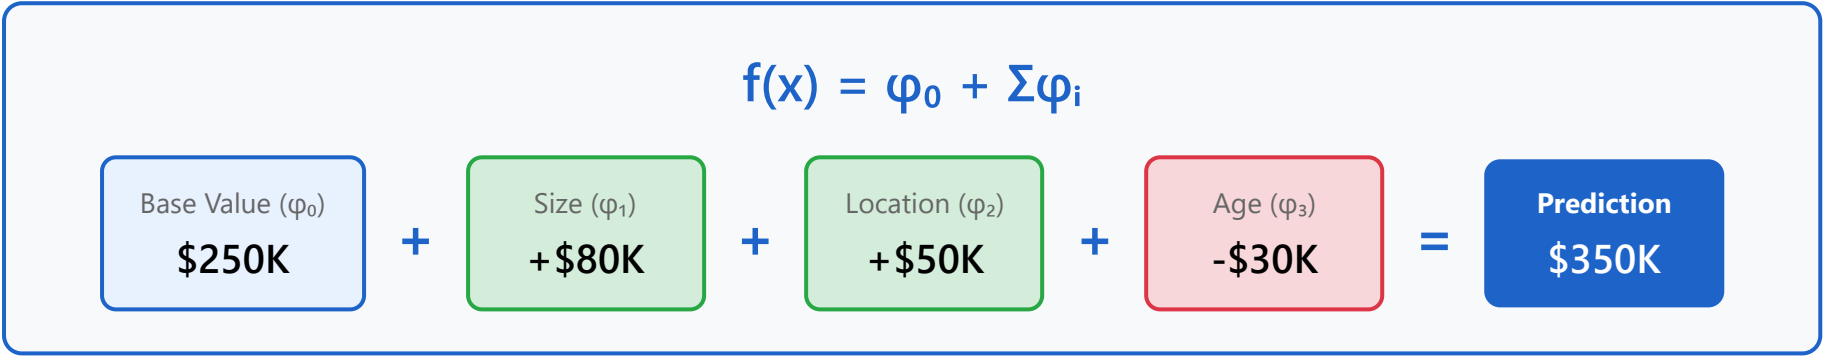 f(x) = φ₀ + Σφᵢ
Base Value (φ₀) Size (φ₁) Location (φ₂) Age (φ₃) Prediction
$250K + +$80K + +$50K + -$30K = $350K